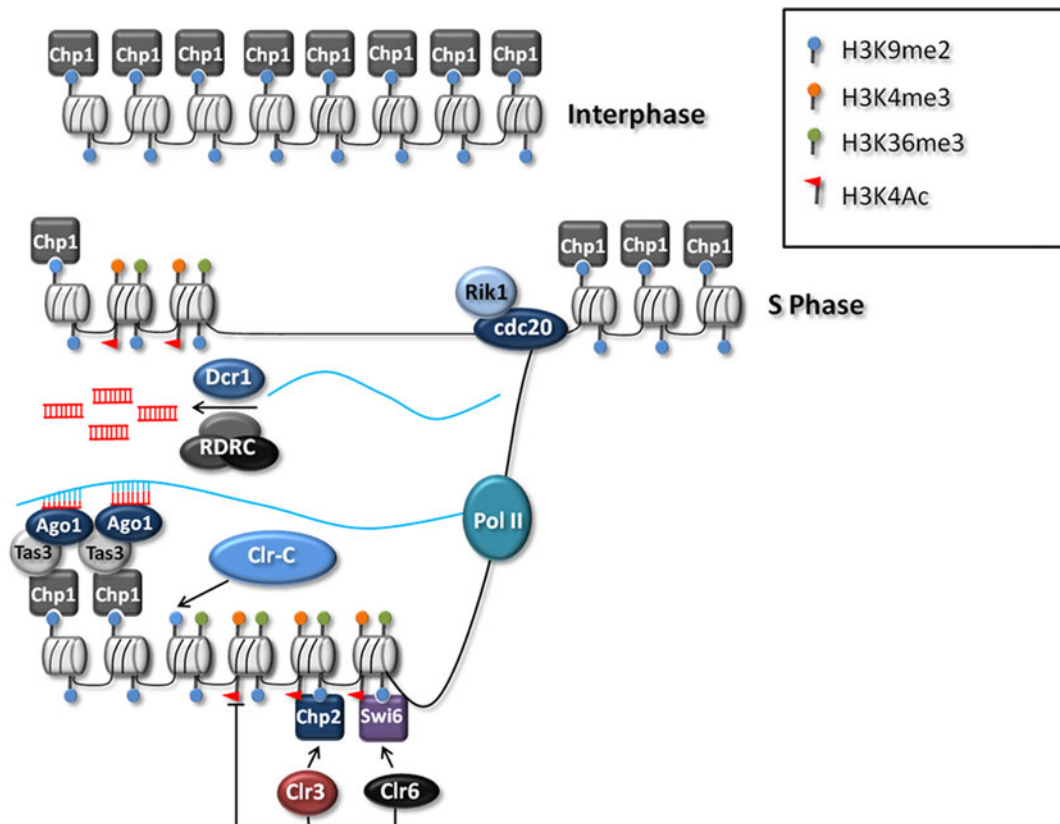 Chp1 Chp1 Chp1 Chp1 Chp1 Chp1 Chp1 Chp1
Interphase
H3K9me2
H3K4me3
H3K36me3
H3K4Ac
Chp1
Chp1 Chp1 Chp1
Rik1
cdc20
S Phase
Dcr1
RDRC
Pol II
Ago1 Ago1
Tas3 Tas3
Clr-C
Chp1 Chp1
Chp2 Swi6
Clr3 Clr6